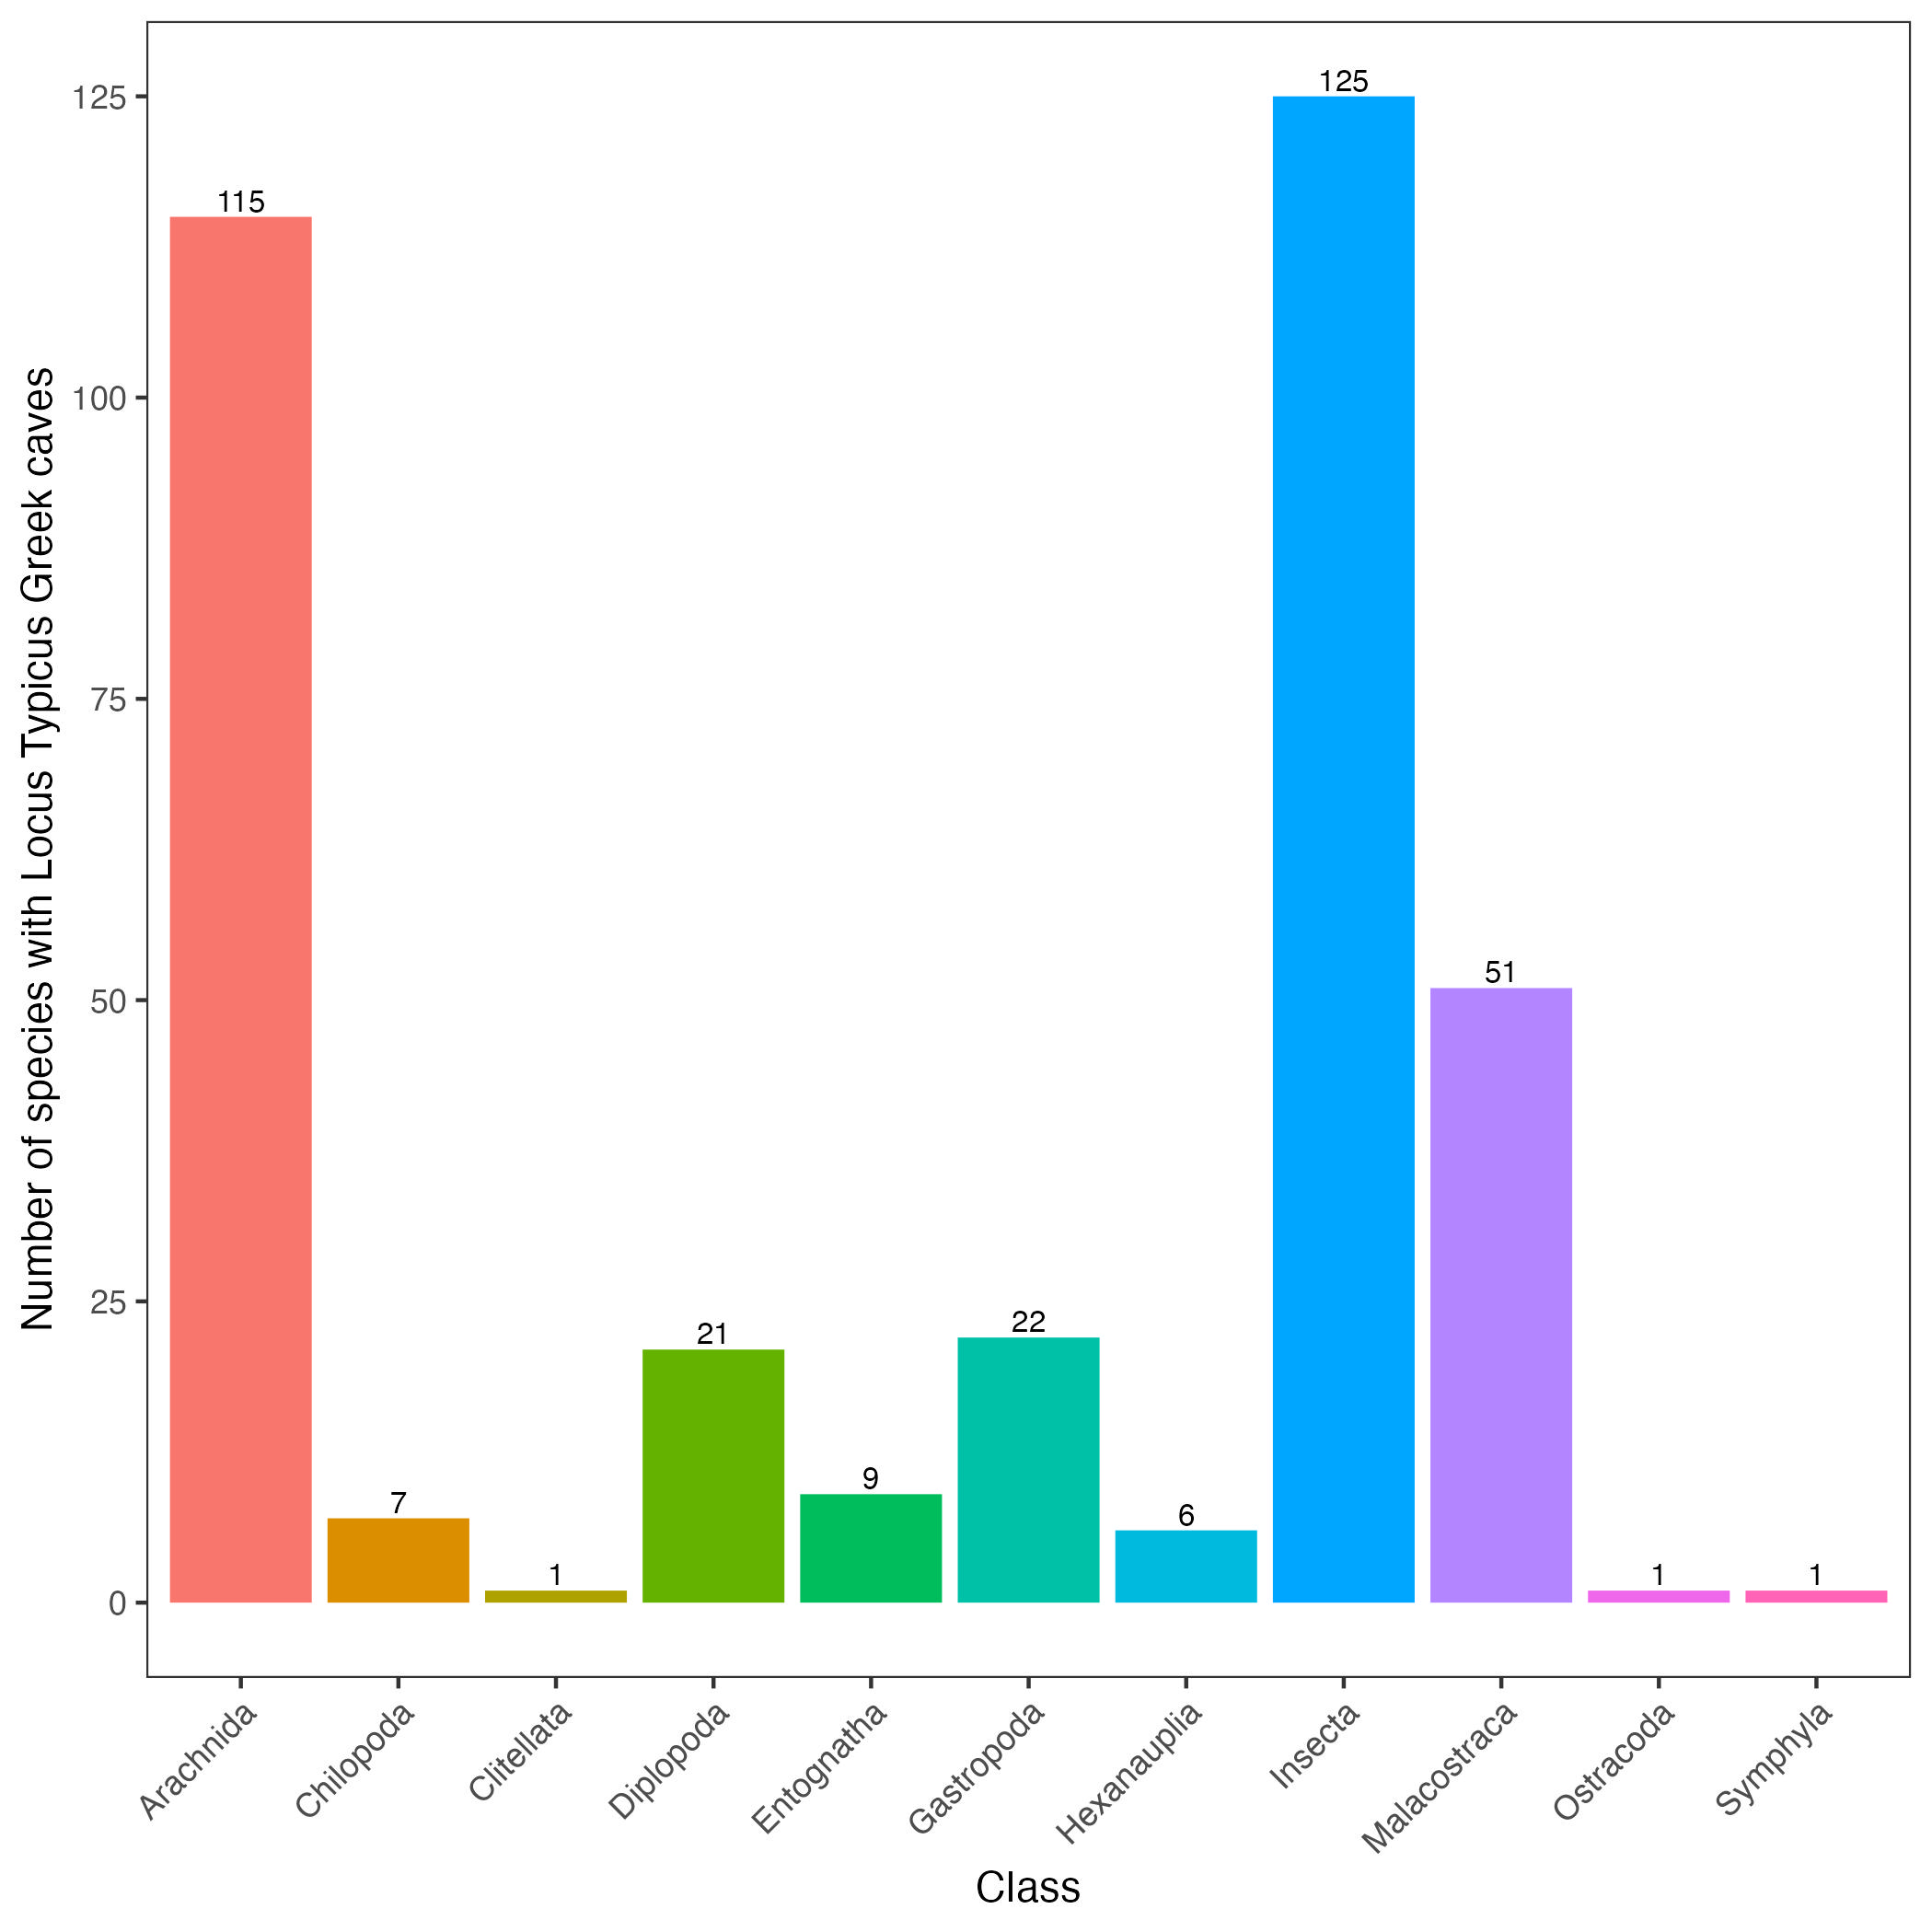 Number of species with Locus Typicus Greek caves
125
100
75
50
25
0
115
7
1
21
9
22
6
125
51
1
1
Arachnida
Chilopoda
Clitellata
Diplopoda
Entognatha
Gastropoda
Hexanauplia
Insecta
Malacostraca
Ostracoda
Symphyla
Class